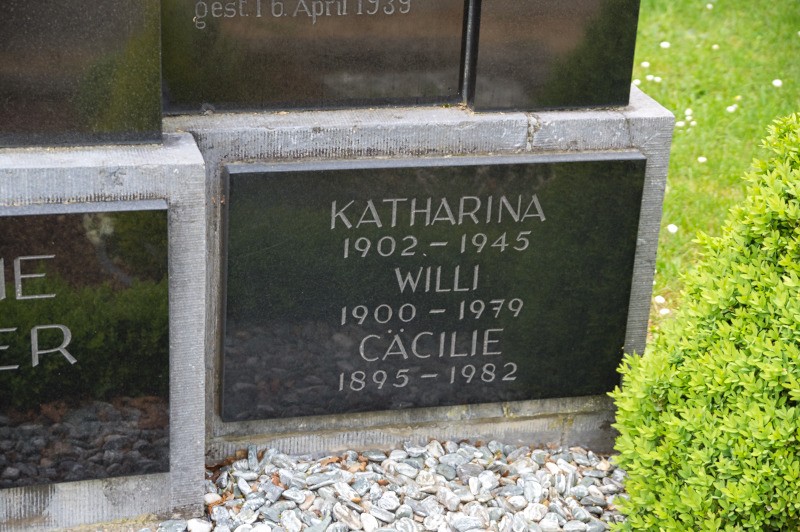 gest. 16. April 1939
KATHARINA
1902 - 1945
WILLI
1900 - 1979
CÄCILIE
1895 - 1982